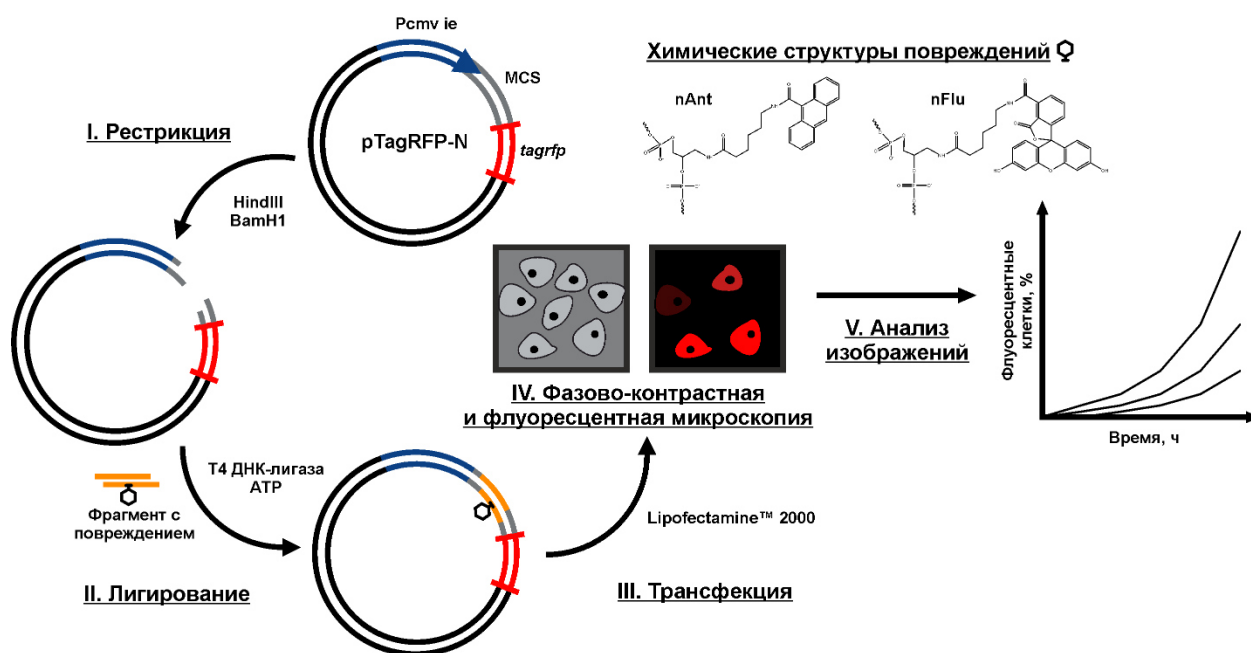 Pcmv ie
MCS
pTagRFP-N
tagrfp
I. Рестрикция
HindIII
BamH1
Химические структуры повреждений
nAnt
nFlu
Фрагмент с
повреждением
T4 ДНК-лигаза
АТР
II. Лигирование
III. Трансфекция
Lipofectamine™ 2000
IV. Фазово-контрастная
и флуоресцентная микроскопия
V. Анализ
изображений
Флуоресцентные
клетки, %
Время, ч